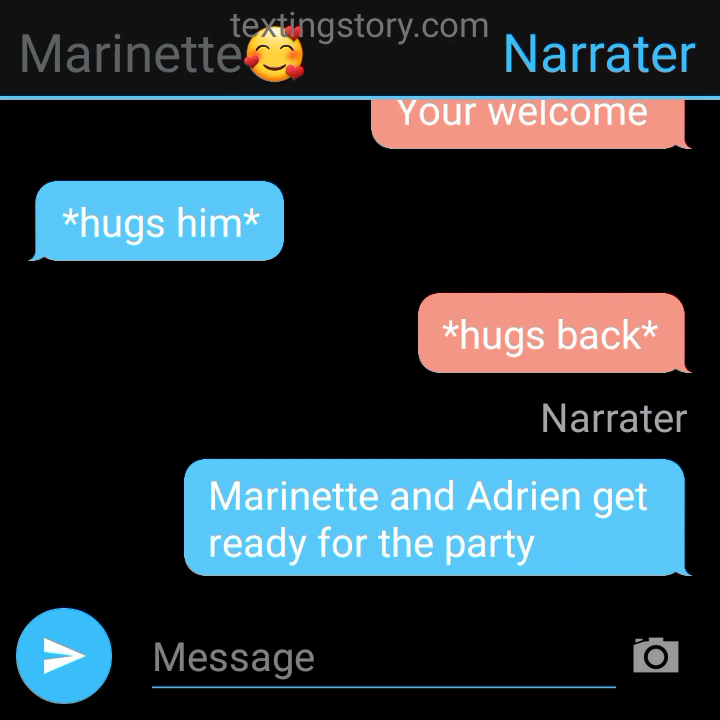 textingstory.com
Marinette🥰 Narrater
Your welcome
*hugs him*
*hugs back*
Narrater
Marinette and Adrien get
ready for the party
Message